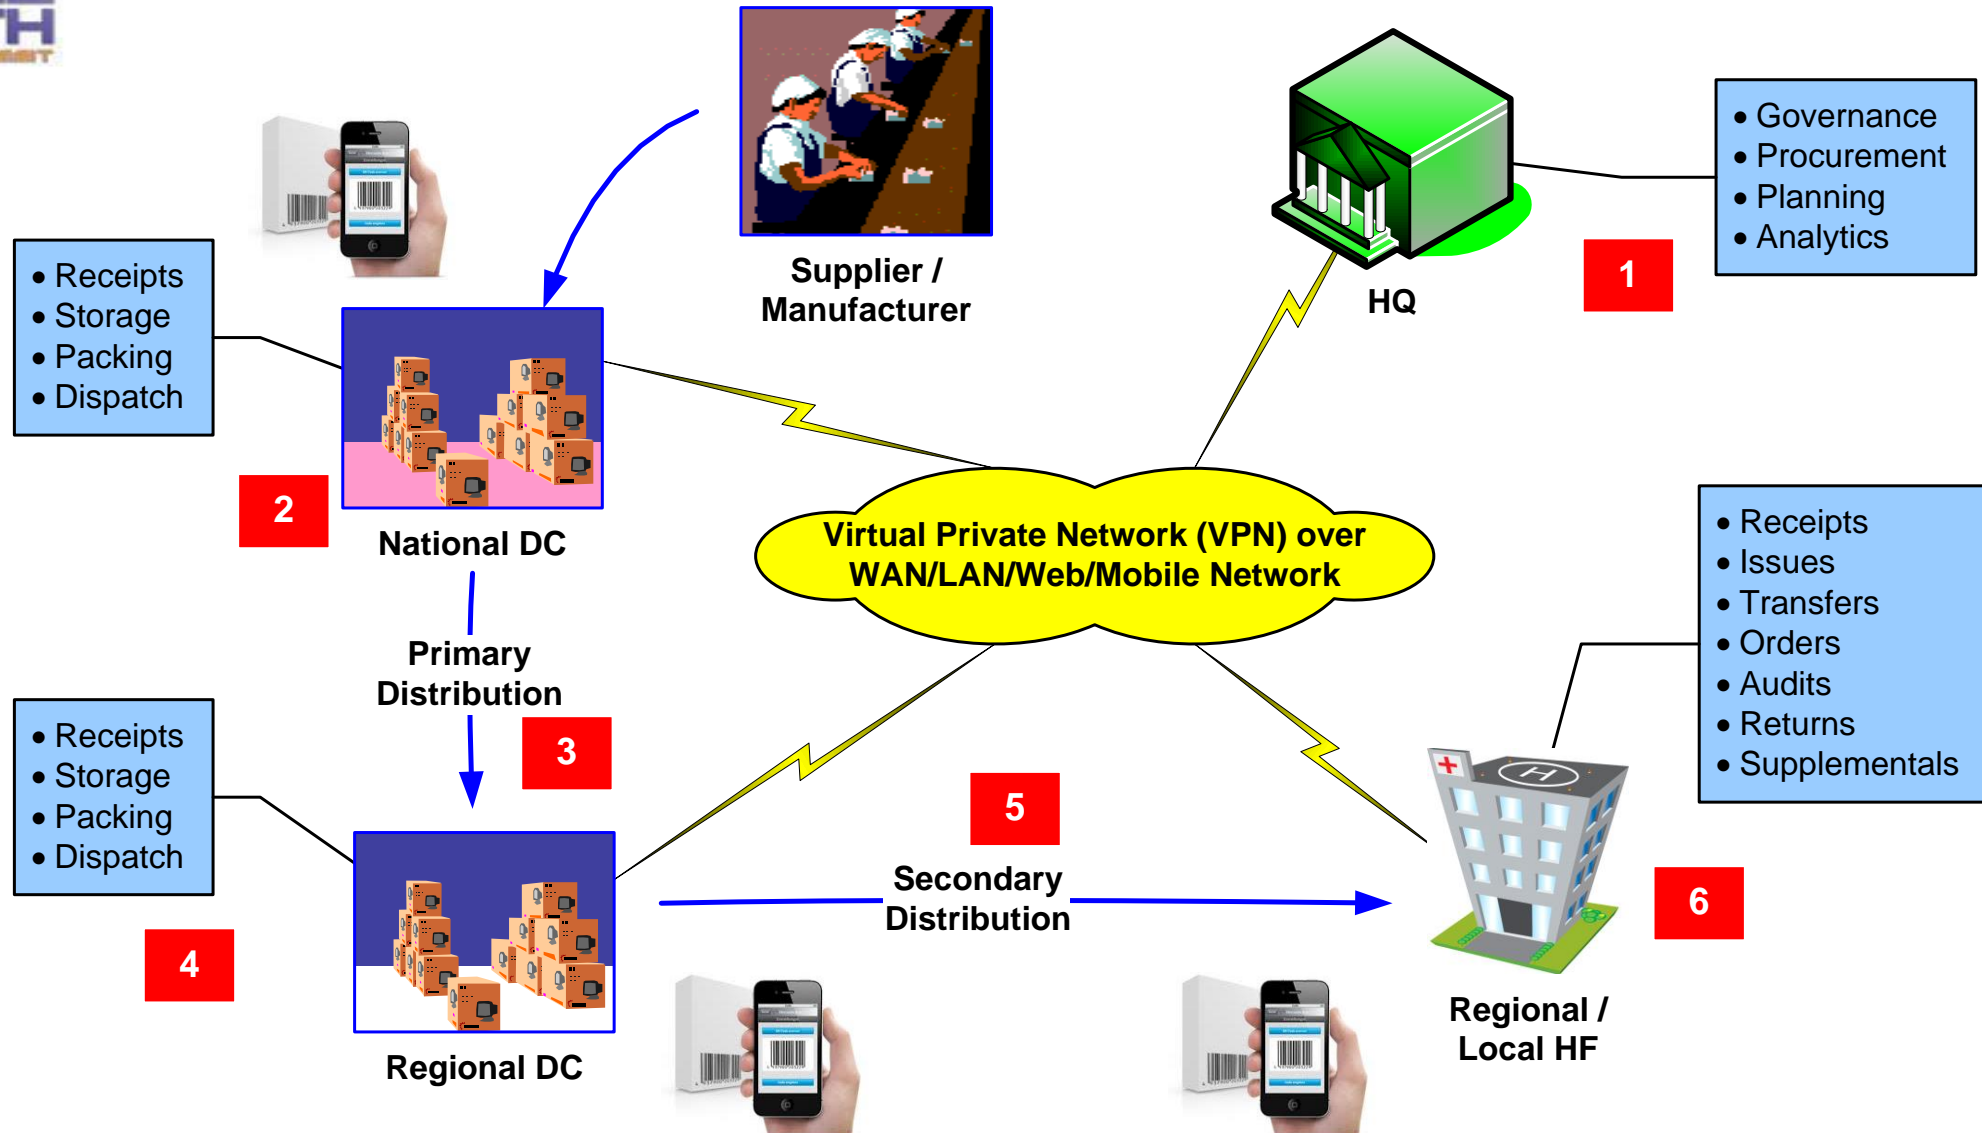 Supplier /
Manufacturer
HQ
• Governance
• Procurement
• Planning
• Analytics
1
• Receipts
• Storage
• Packing
• Dispatch
2
National DC
Virtual Private Network (VPN) over
WAN/LAN/Web/Mobile Network
Primary
Distribution
3
• Receipts
• Storage
• Packing
• Dispatch
4
Regional DC
5
Secondary
Distribution
• Receipts
• Issues
• Transfers
• Orders
• Audits
• Returns
• Supplementals
H
6
Regional /
Local HF